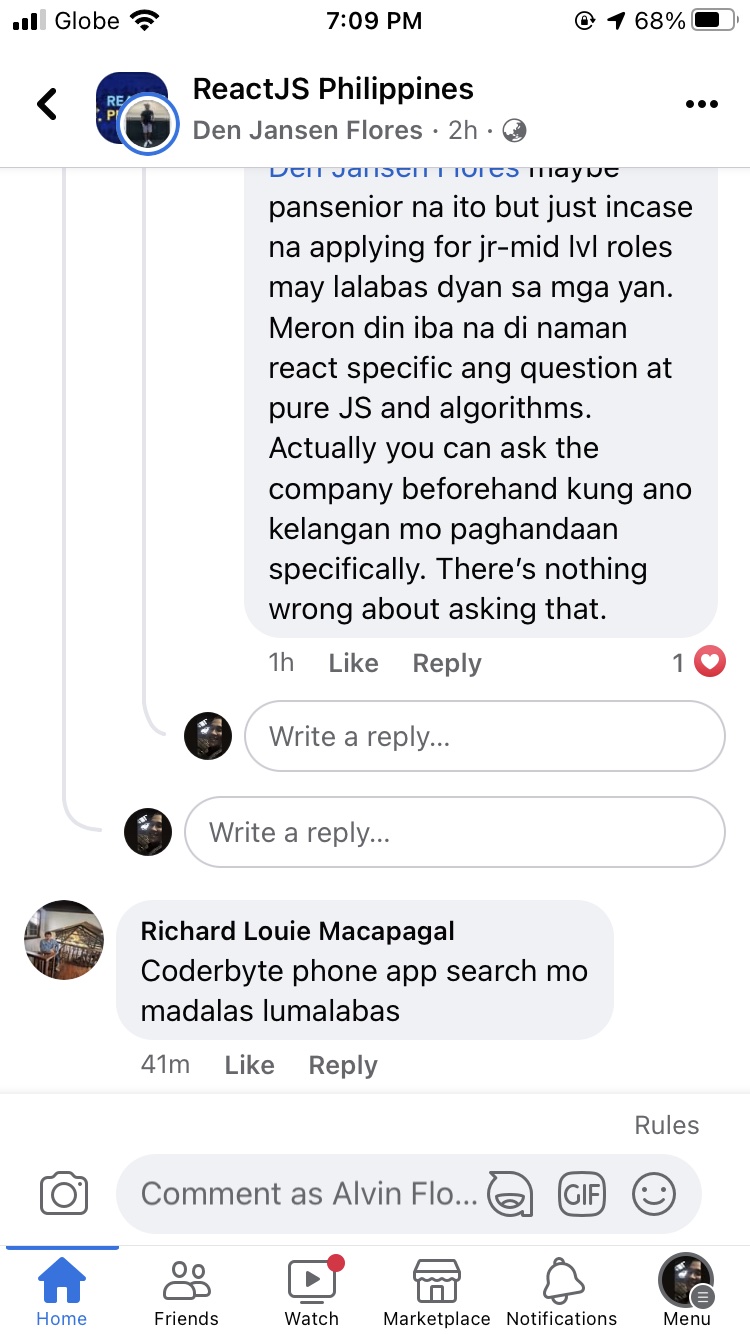 Globe
7:09 PM
68%
ReactJS Philippines
Den Jansen Flores · 2h ·
Den Jansen Flores maybe
pansenior na ito but just incase
na applying for jr-mid lvl roles
may lalabas dyan sa mga yan.
Meron din iba na di naman
react specific ang question at
pure JS and algorithms.
Actually you can ask the
company beforehand kung ano
kelangan mo paghandaan
specifically. There’s nothing
wrong about asking that.
1h Like Reply 1
Write a reply...
Write a reply...
Richard Louie Macapagal
Coderbyte phone app search mo
madalas lumalabas
41m Like Reply
Rules
Comment as Alvin Flo...
GIF
Home Friends Watch Marketplace Notifications Menu